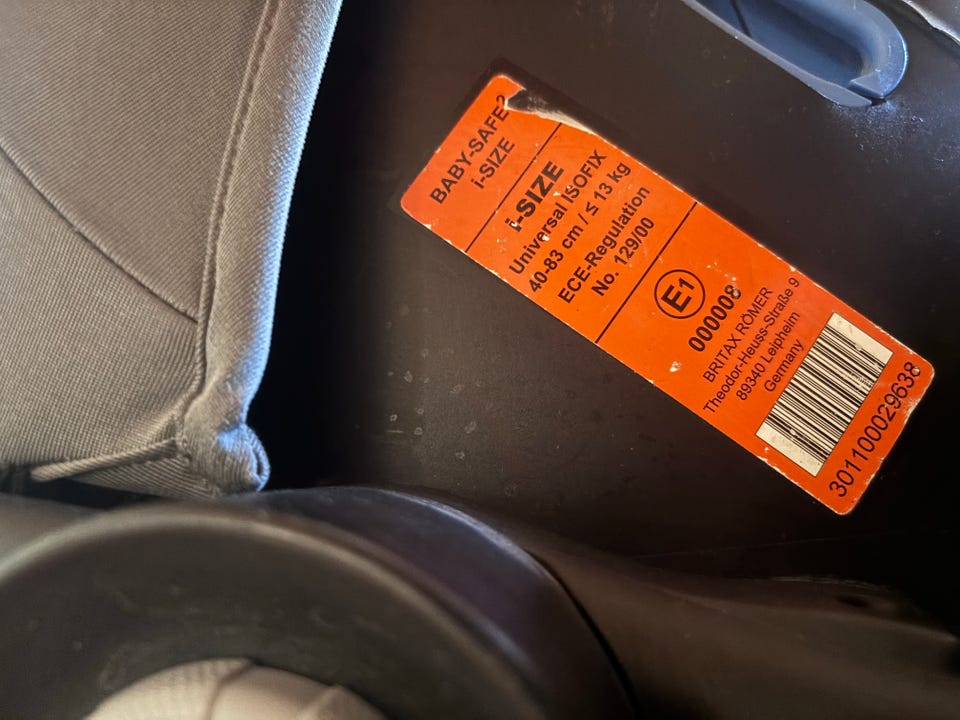 BABY-SAFE²
i-SIZE
i-SIZE
Universal ISOFIX
40-83 cm / ≤ 13 kg
ECE-Regulation
No. 129/00
E1
000008
BRITAX RÖMER
Theodor-Heuss-Straße 9
89340 Leipheim
Germany
301100029638